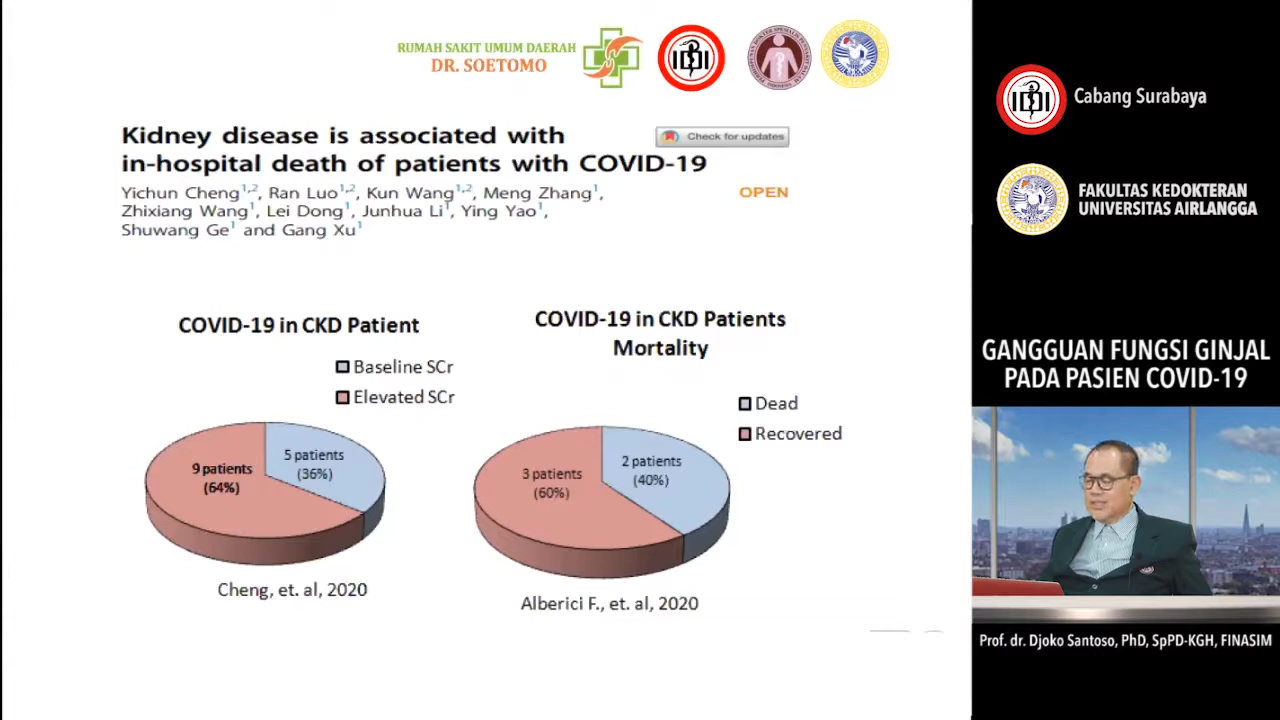 RUMAH SAKIT UMUM DAERAH
DR. SOETOMO
IDI
Kidney disease is associated with
in-hospital death of patients with COVID-19
Check for updates
Yichun Cheng1,2, Ran Luo1,2, Kun Wang1,2, Meng Zhang1,
Zhixiang Wang1, Lei Dong1, Junhua Li1, Ying Yao1,
Shuwang Ge1 and Gang Xu1
OPEN
COVID-19 in CKD Patient
Baseline SCr
Elevated SCr
5 patients
(36%)
9 patients
(64%)
Cheng, et. al, 2020
COVID-19 in CKD Patients
Mortality
Dead
Recovered
2 patients
(40%)
3 patients
(60%)
Alberici F., et. al, 2020
IDI
Cabang Surabaya
FAKULTAS KEDOKTERAN
UNIVERSITAS AIRLANGGA
GANGGUAN FUNGSI GINJAL
PADA PASIEN COVID-19
Prof. dr. Djoko Santoso, PhD, SpPD-KGH, FINASIM